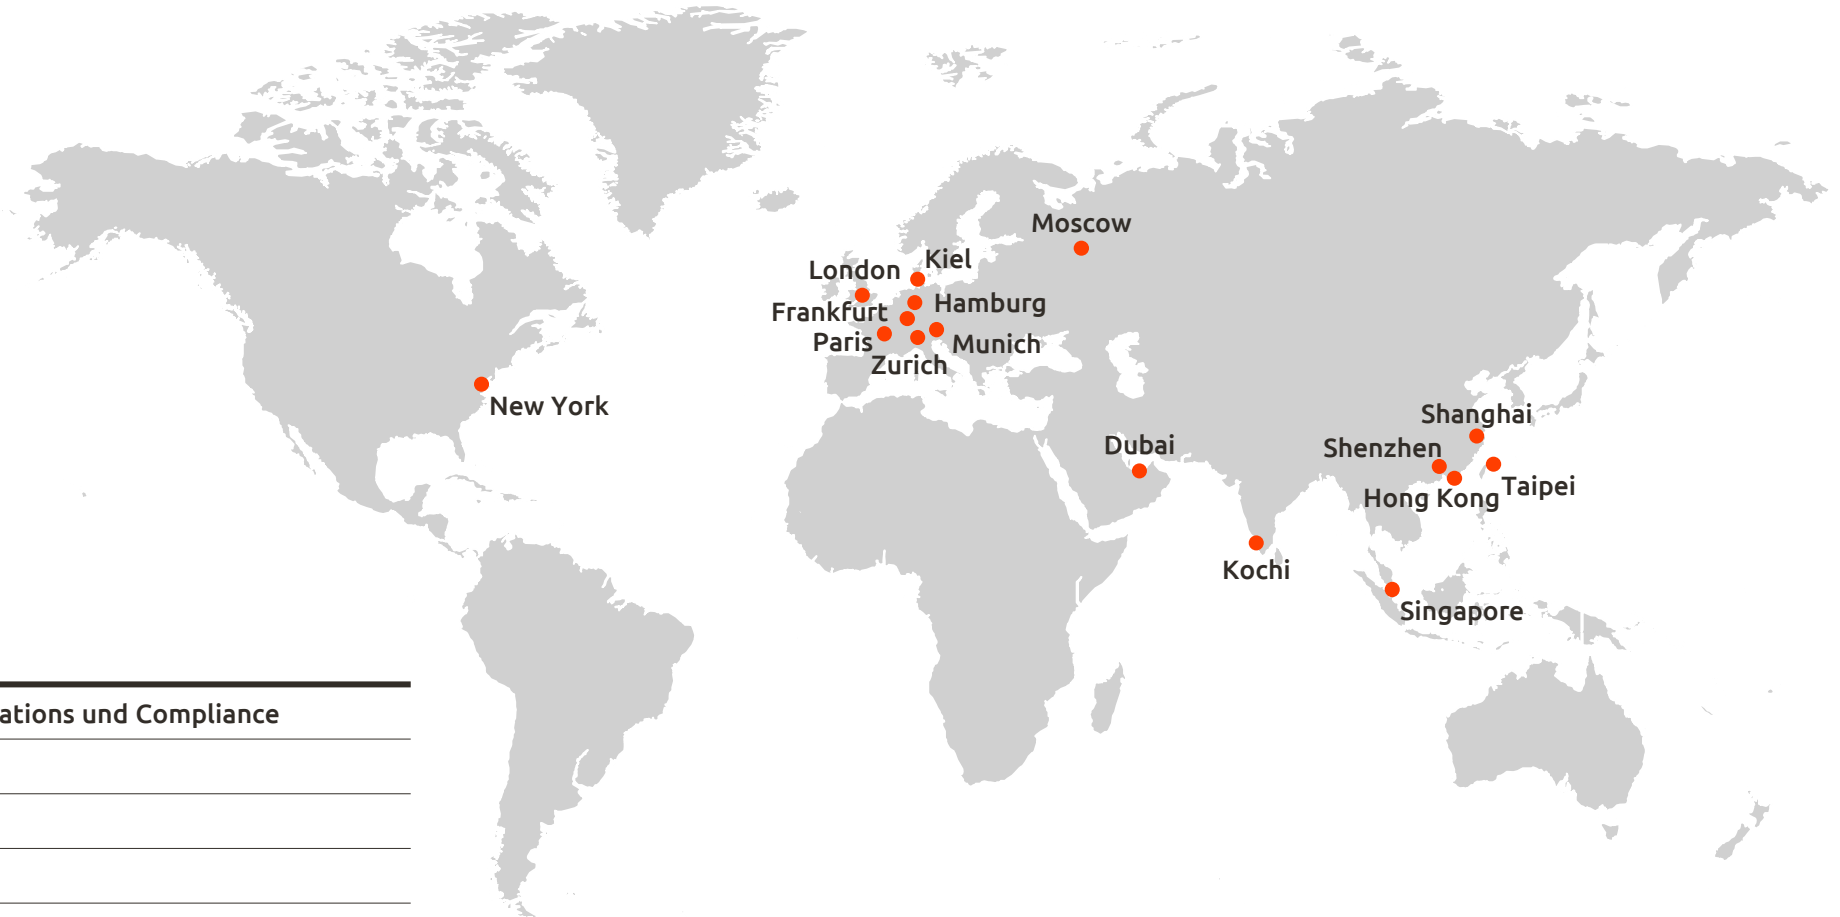 Moscow
Kiel
London
Hamburg
Frankfurt
Paris
Munich
Zurich
New York
Shanghai
Dubai
Shenzhen
Taipei
Hong Kong
Kochi
Singapore
ations und Compliance